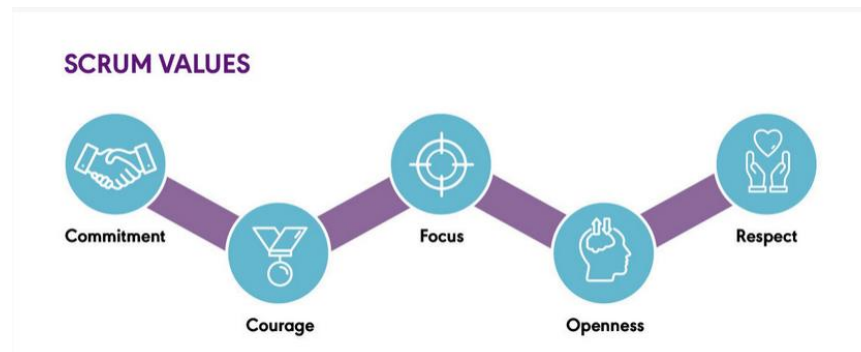 SCRUM VALUES
Commitment
Courage
Focus
Openness
Respect